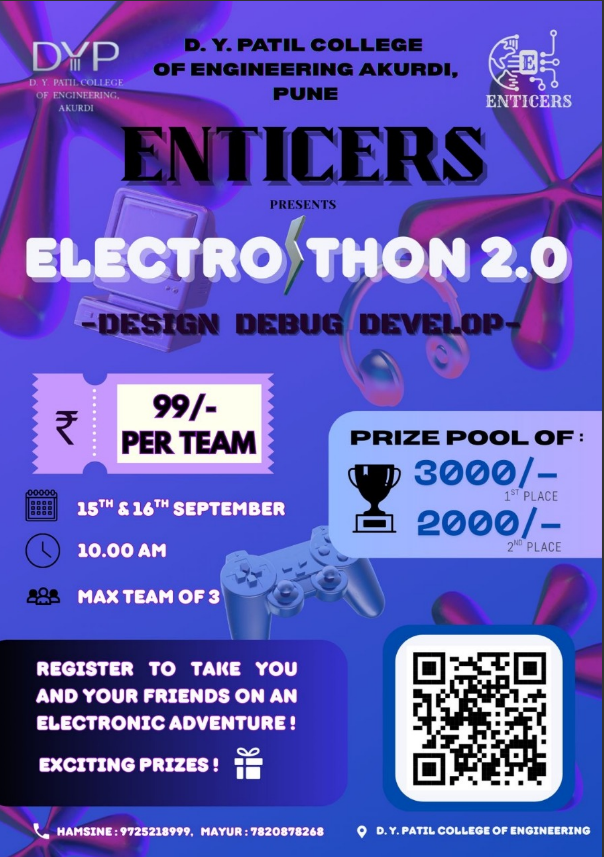 DYP
D. Y. PATIL COLLEGE
OF ENGINEERING,
AKURDI
D. Y. PATIL COLLEGE
OF ENGINEERING AKURDI,
PUNE
E
ENTICERS
ENTICERS
PRESENTS
ELECTRO THON 2.0
-DESIGN DEBUG DEVELOP-
₹
99/-
PER TEAM
PRIZE POOL OF :
3000/-
1ST PLACE
2000/-
2ND PLACE
15TH & 16TH SEPTEMBER
10.00 AM
MAX TEAM OF 3
REGISTER TO TAKE YOU
AND YOUR FRIENDS ON AN
ELECTRONIC ADVENTURE !
EXCITING PRIZES !
HAMSINE : 9725218999, MAYUR : 7820878268
D. Y. PATIL COLLEGE OF ENGINEERING